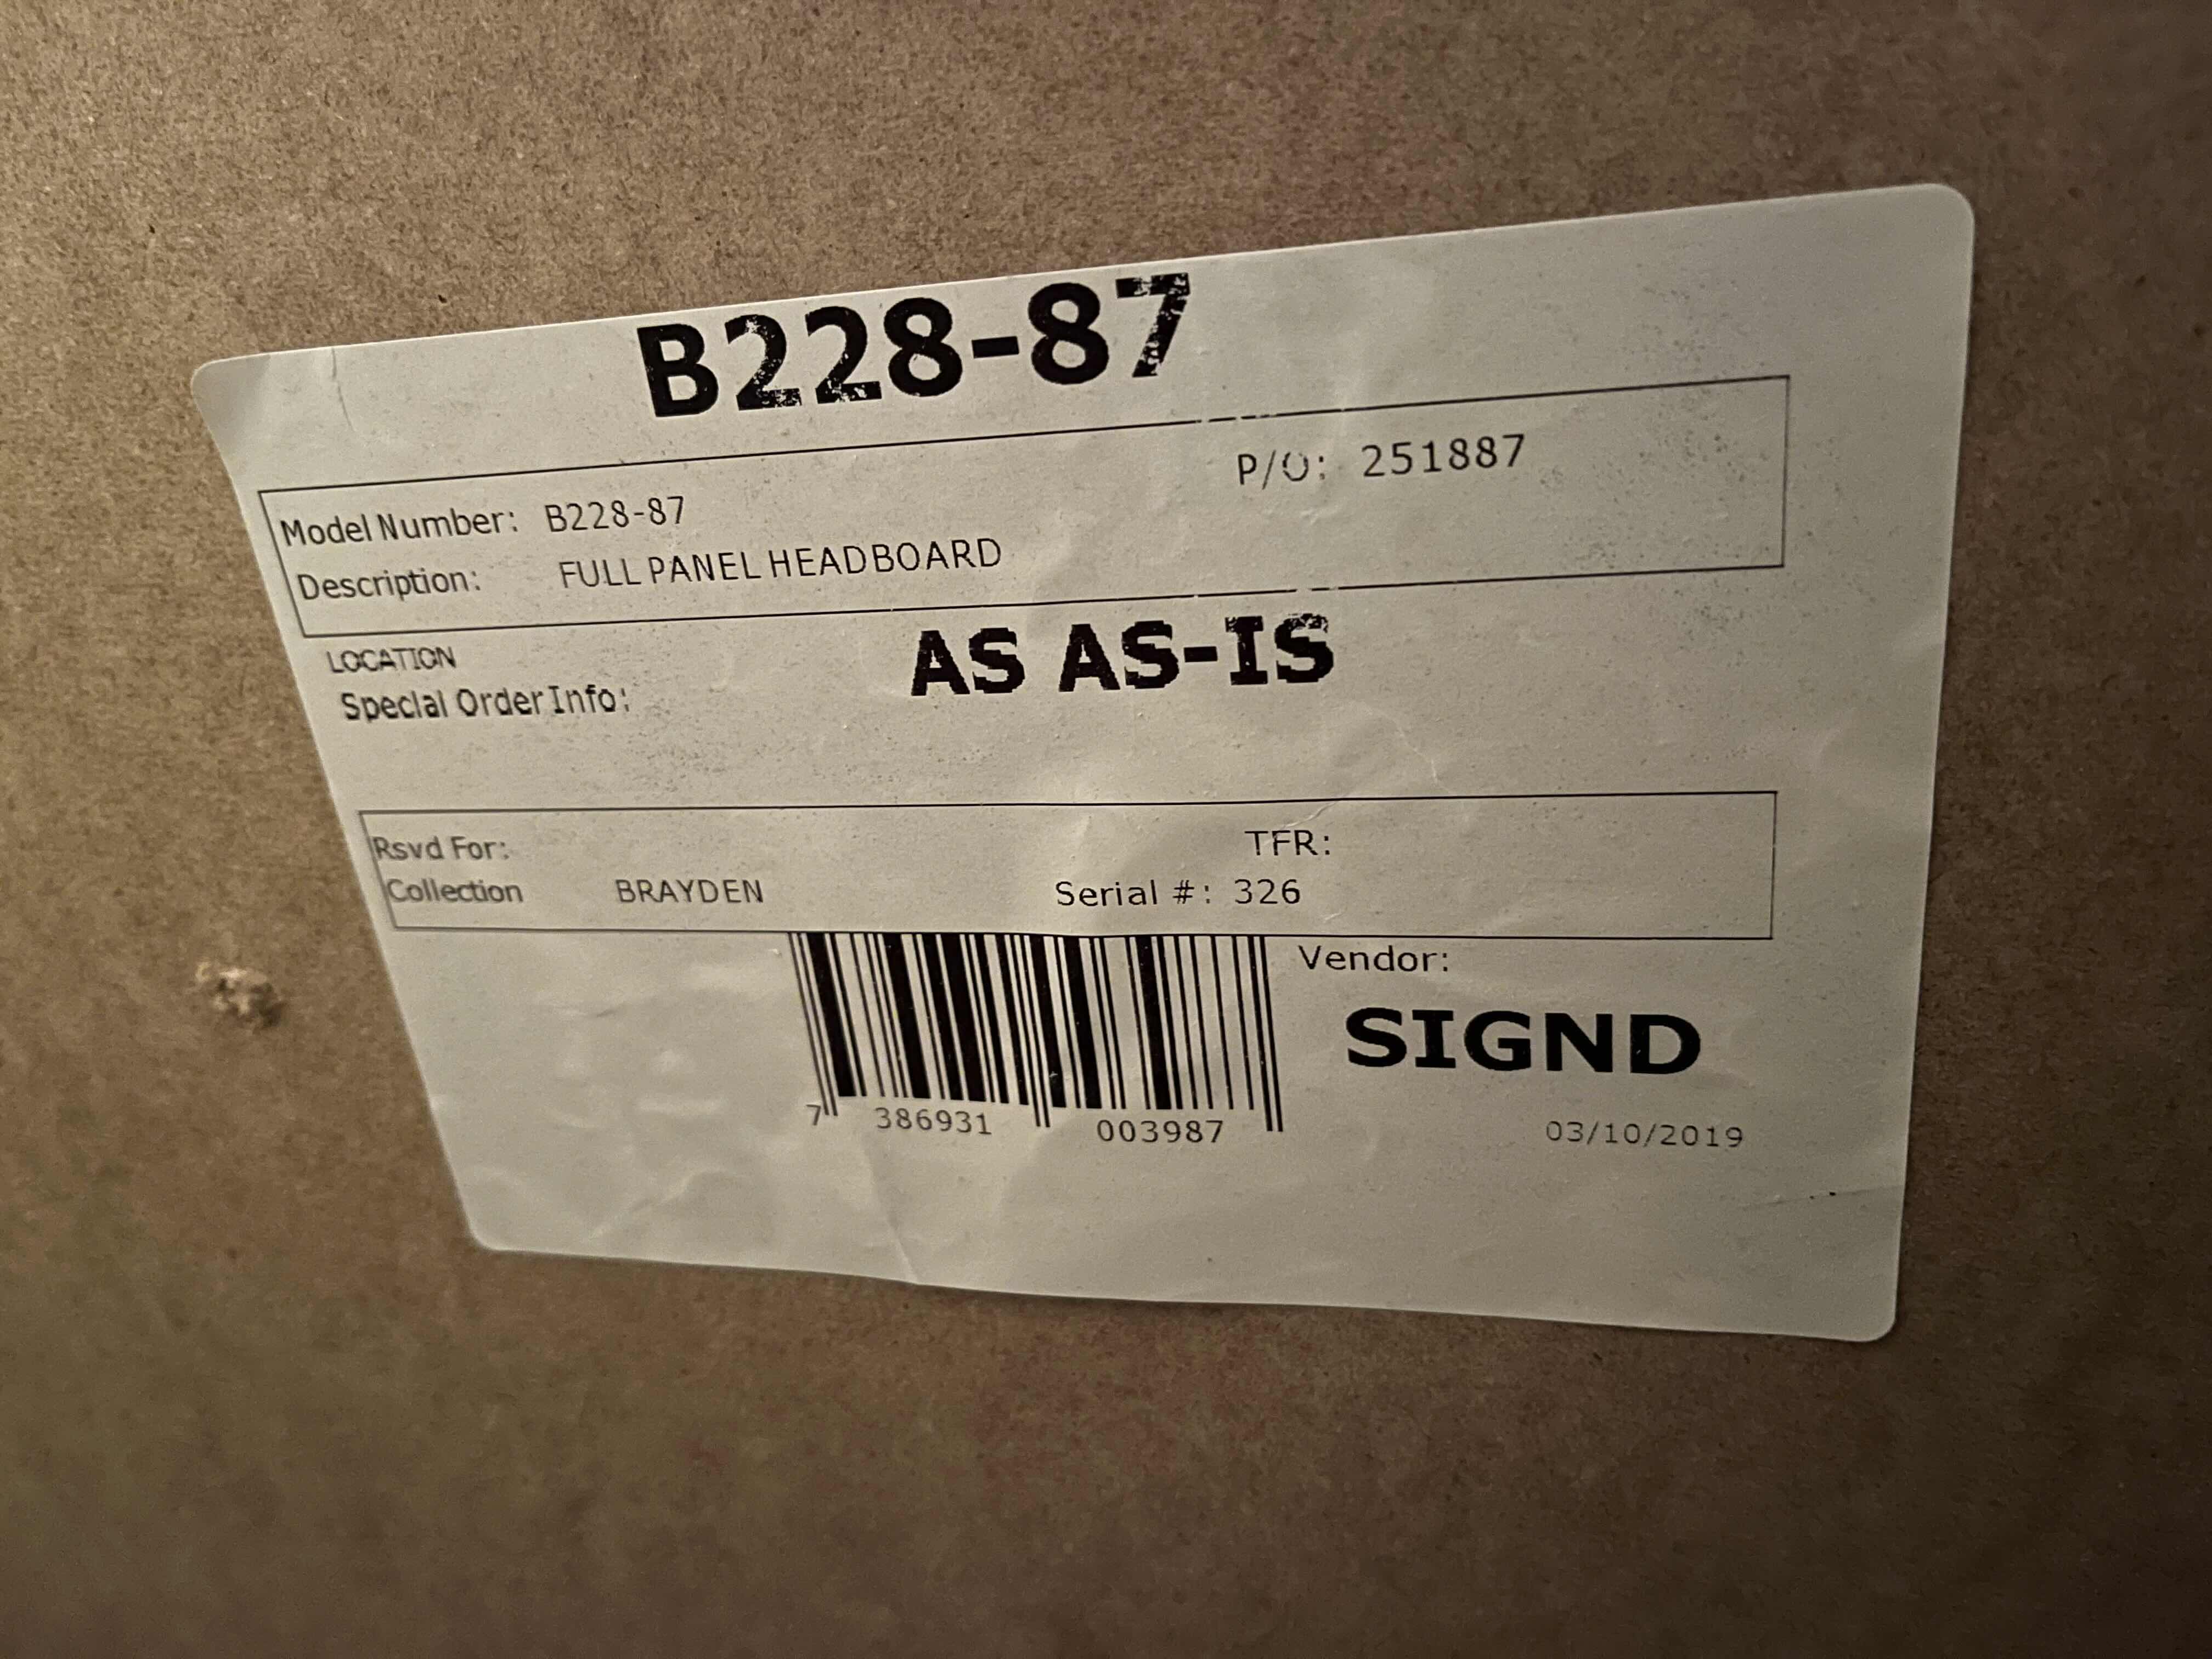 B228-87
P/O: 251887
Model Number: B228-87
Description: FULL PANEL HEADBOARD
LOCATION AS AS-IS
Special Order Info:
Rsvd For: TFR:
Collection BRAYDEN Serial #: 326
Vendor:
SIGND
7 386931 003987
03/10/2019